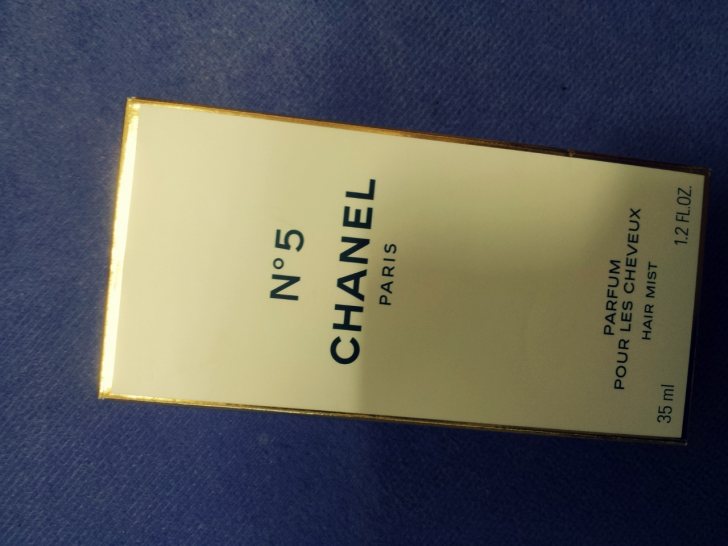 N°5
CHANEL
PARIS
PARFUM
POUR LES CHEVEUX
HAIR MIST
35 ml 1.2 FL.OZ.